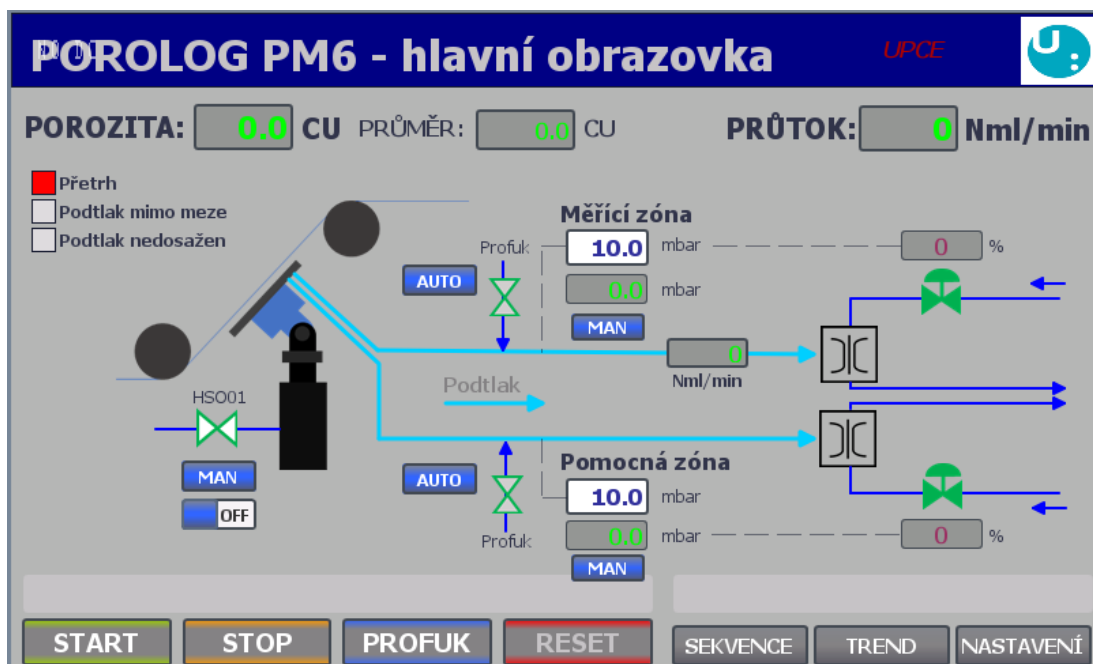 POROLOG PM6 - hlavní obrazovka
UPCE
U:
POROZITA: 0.0 CU PRŮMĚR: 0.0 CU PRŮTOK: 0 Nml/min
Přetrh
Podtlak mimo meze
Podtlak nedosažen
Měřící zóna
Profuk 10.0 mbar 0 %
AUTO 0.0 mbar
MAN
0
Nml/min
Podtlak
HSO01
MAN
OFF
AUTO
Pomocná zóna
10.0 mbar
Profuk 0.0 mbar 0 %
MAN
START STOP PROFUK RESET SEKVENCE TREND NASTAVENÍ